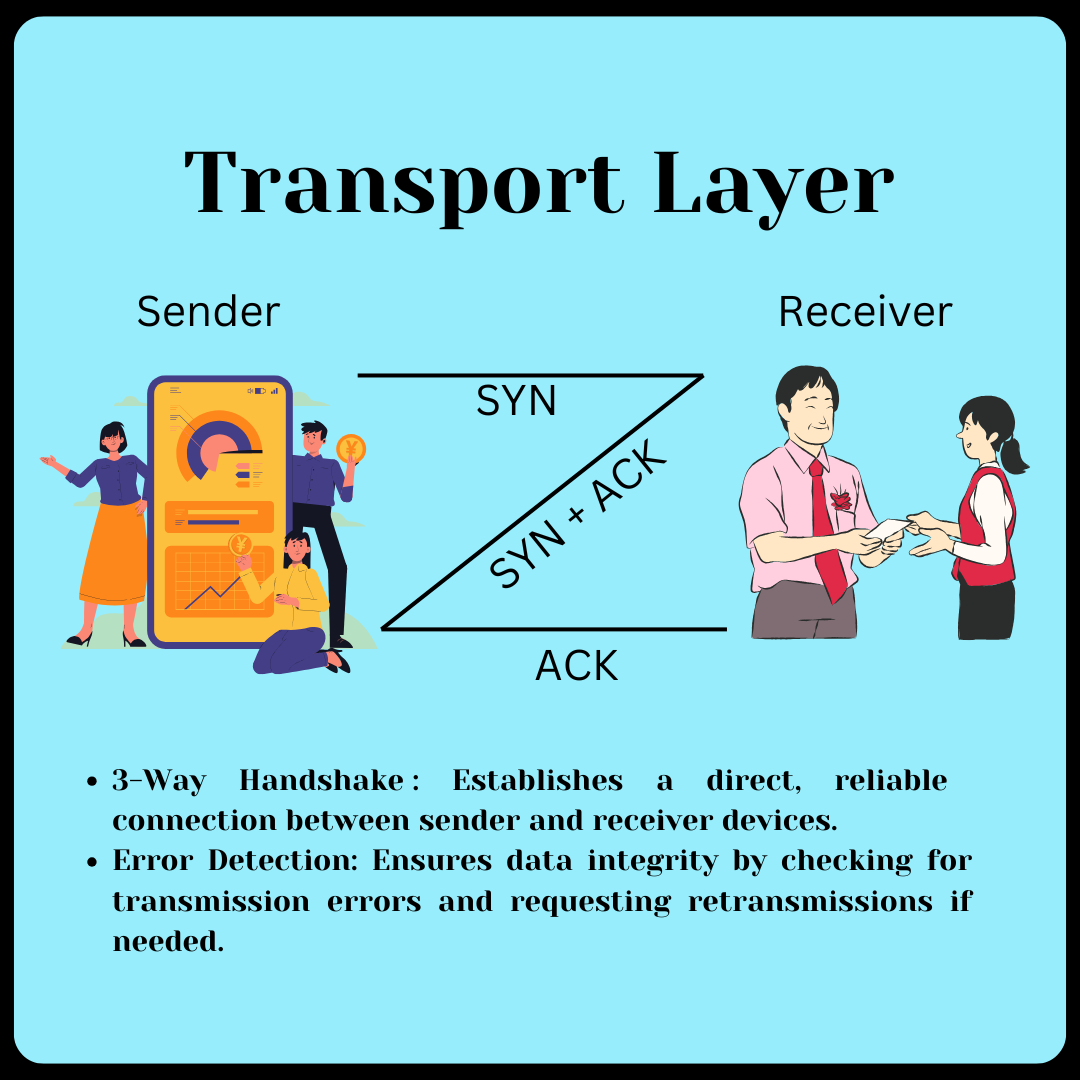 Transport Layer
Sender
Receiver
SYN
SYN + ACK
ACK
• 3-Way Handshake : Establishes a direct, reliable
connection between sender and receiver devices.
• Error Detection: Ensures data integrity by checking for
transmission errors and requesting retransmissions if
needed.